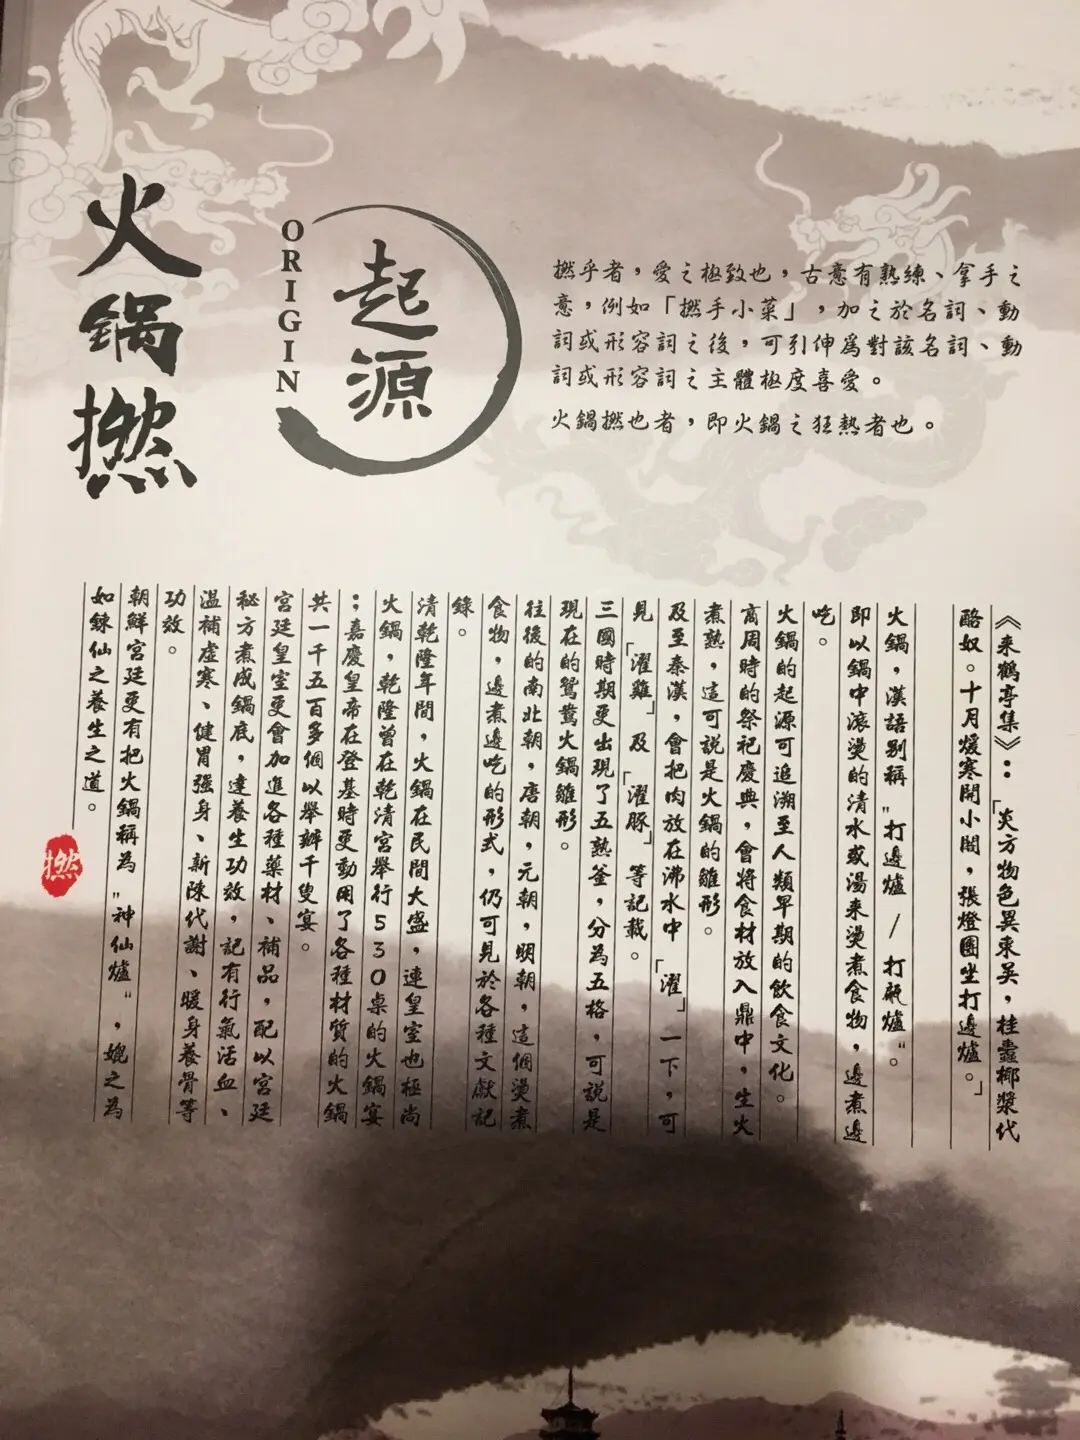 火鍋撚
ORIGIN
起源
撚乎者，愛之極致也，古意有熟練、拿手之
意，例如「撚手小菜」，加之於名詞、動
詞或形容詞之後，可引伸為對該名詞、動
詞或形容詞之主體極度喜愛。
火鍋撚也者，即火鍋之狂熱者也。
《来鶴亭集》：「炎方物色異東吳，桂蠹椰漿代
酪奴。十月煖寒開小閤，張燈團坐打邊爐。」
火鍋，漢語別稱〃打邊爐 / 打甂爐〃。
即以鍋中滾燙的清水或湯来燙煮食物，邊煮邊
吃。
火鍋的起源可追溯至人類早期的飲食文化。
商周時的祭祀慶典，會將食材放入鼎中，生火
煮熟，這可說是火鍋的雛形。
及至秦漢，會把肉放在沸水中「濯」一下，可
見「濯雞」及「濯豚」等記載。
三國時期更出現了五熟釜，分為五格，可說是
現在的鴛鴦火鍋雛形。
往後的南北朝，唐朝，元朝，明朝，這個燙煮
食物，邊煮邊吃的形式，仍可見於各種文獻記
錄。
清乾隆年間，火鍋在民間大盛，連皇室也極尚
火鍋，乾隆曾在乾清宮舉行530桌的火鍋宴
；嘉慶皇帝在登基時更動用了各種材質的火鍋
共一千五百多個以舉辦千叟宴。
宮廷皇室更會加進各種藥材、補品，配以宮廷
秘方煮成鍋底，達養生功效，記有行氣活血、
溫補虛寒、健胃强身、新陳代謝、暖身養骨等
功效。
朝鮮宮廷更有把火鍋稱為〃神仙爐〃，媲之為
如鍊仙之養生之道。
撚